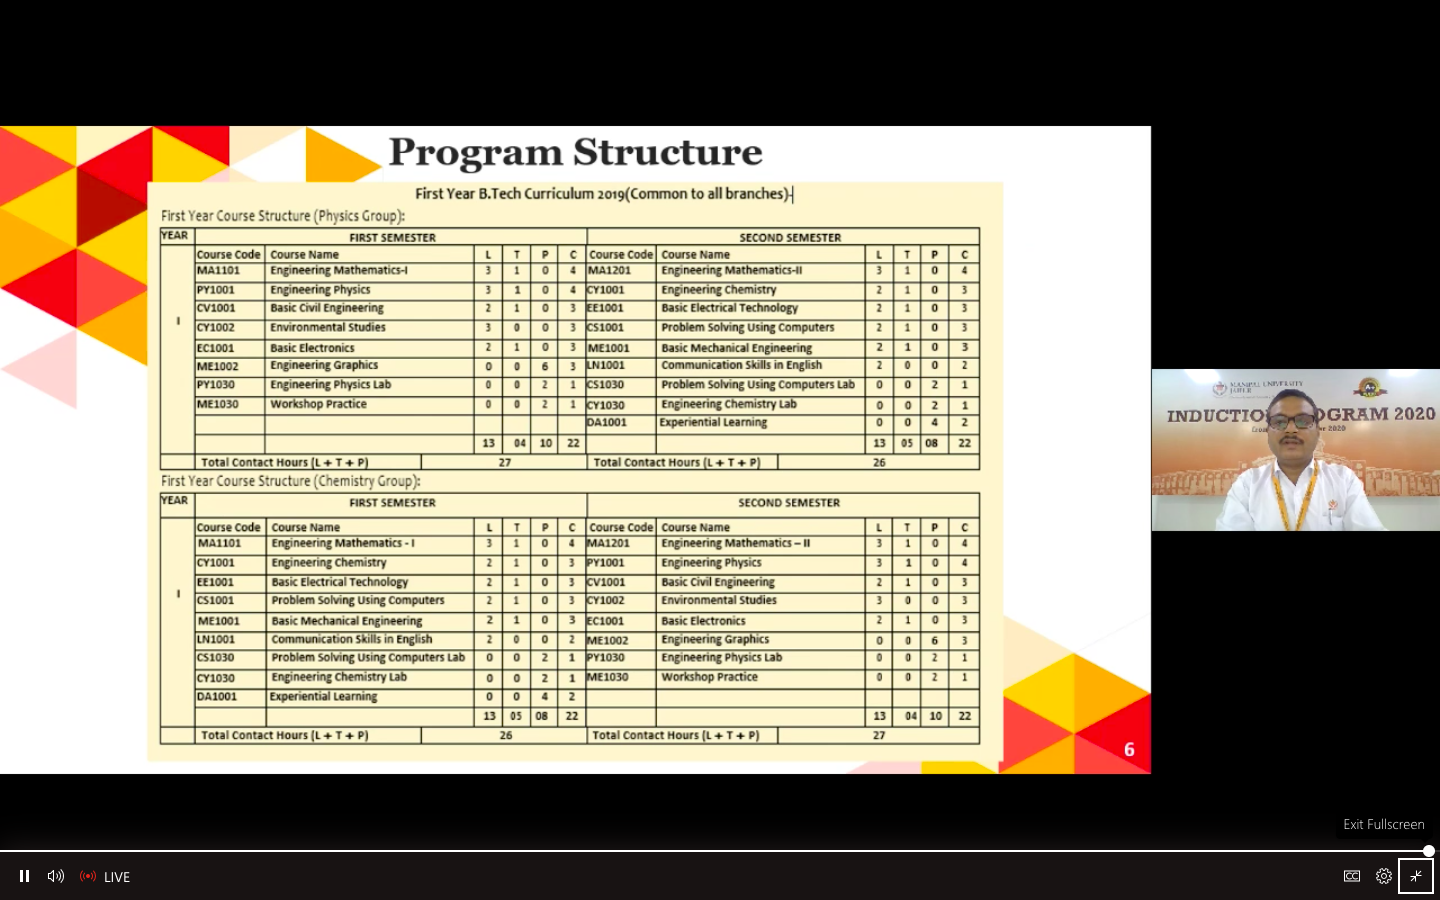 Program Structure
First Year B.Tech Curriculum 2019(Common to all branches)-
First Year Course Structure (Physics Group):
YEAR FIRST SEMESTER SECOND SEMESTER
Course Code Course Name L T P C Course Code Course Name L T P C
MA1101 Engineering Mathematics-I 3 1 0 4 MA1201 Engineering Mathematics-II 3 1 0 4
PY1001 Engineering Physics 3 1 0 4 CY1001 Engineering Chemistry 2 1 0 3
CV1001 Basic Civil Engineering 2 1 0 3 EE1001 Basic Electrical Technology 2 1 0 3
I
CY1002 Environmental Studies 3 0 0 3 CS1001 Problem Solving Using Computers 2 1 0 3
EC1001 Basic Electronics 2 1 0 3 ME1001 Basic Mechanical Engineering 2 1 0 3
ME1002 Engineering Graphics 0 0 6 3 LN1001 Communication Skills in English 2 0 0 2
PY1030 Engineering Physics Lab 0 0 2 1 CS1030 Problem Solving Using Computers Lab 0 0 2 1
ME1030 Workshop Practice 0 0 2 1 CY1030 Engineering Chemistry Lab 0 0 2 1
DA1001 Experiential Learning 0 0 4 2
13 04 10 22 13 05 08 22
Total Contact Hours (L + T + P) 27 Total Contact Hours (L + T + P) 26
First Year Course Structure (Chemistry Group):
YEAR FIRST SEMESTER SECOND SEMESTER
Course Code Course Name L T P C Course Code Course Name L T P C
MA1101 Engineering Mathematics - I 3 1 0 4 MA1201 Engineering Mathematics – II 3 1 0 4
CY1001 Engineering Chemistry 2 1 0 3 PY1001 Engineering Physics 3 1 0 4
EE1001 Basic Electrical Technology 2 1 0 3 CV1001 Basic Civil Engineering 2 1 0 3
I
CS1001 Problem Solving Using Computers 2 1 0 3 CY1002 Environmental Studies 3 0 0 3
ME1001 Basic Mechanical Engineering 2 1 0 3 EC1001 Basic Electronics 2 1 0 3
LN1001 Communication Skills in English 2 0 0 2 ME1002 Engineering Graphics 0 0 6 3
CS1030 Problem Solving Using Computers Lab 0 0 2 1 PY1030 Engineering Physics Lab 0 0 2 1
CY1030 Engineering Chemistry Lab 0 0 2 1 ME1030 Workshop Practice 0 0 2 1
DA1001 Experiential Learning 0 0 4 2
13 05 08 22 13 04 10 22
Total Contact Hours (L + T + P) 26 Total Contact Hours (L + T + P) 27
6
MANIPAL UNIVERSITY
JAIPUR
INDUCTIO OGRAM 2020
2020
Exit Fullscreen
LIVE
CC